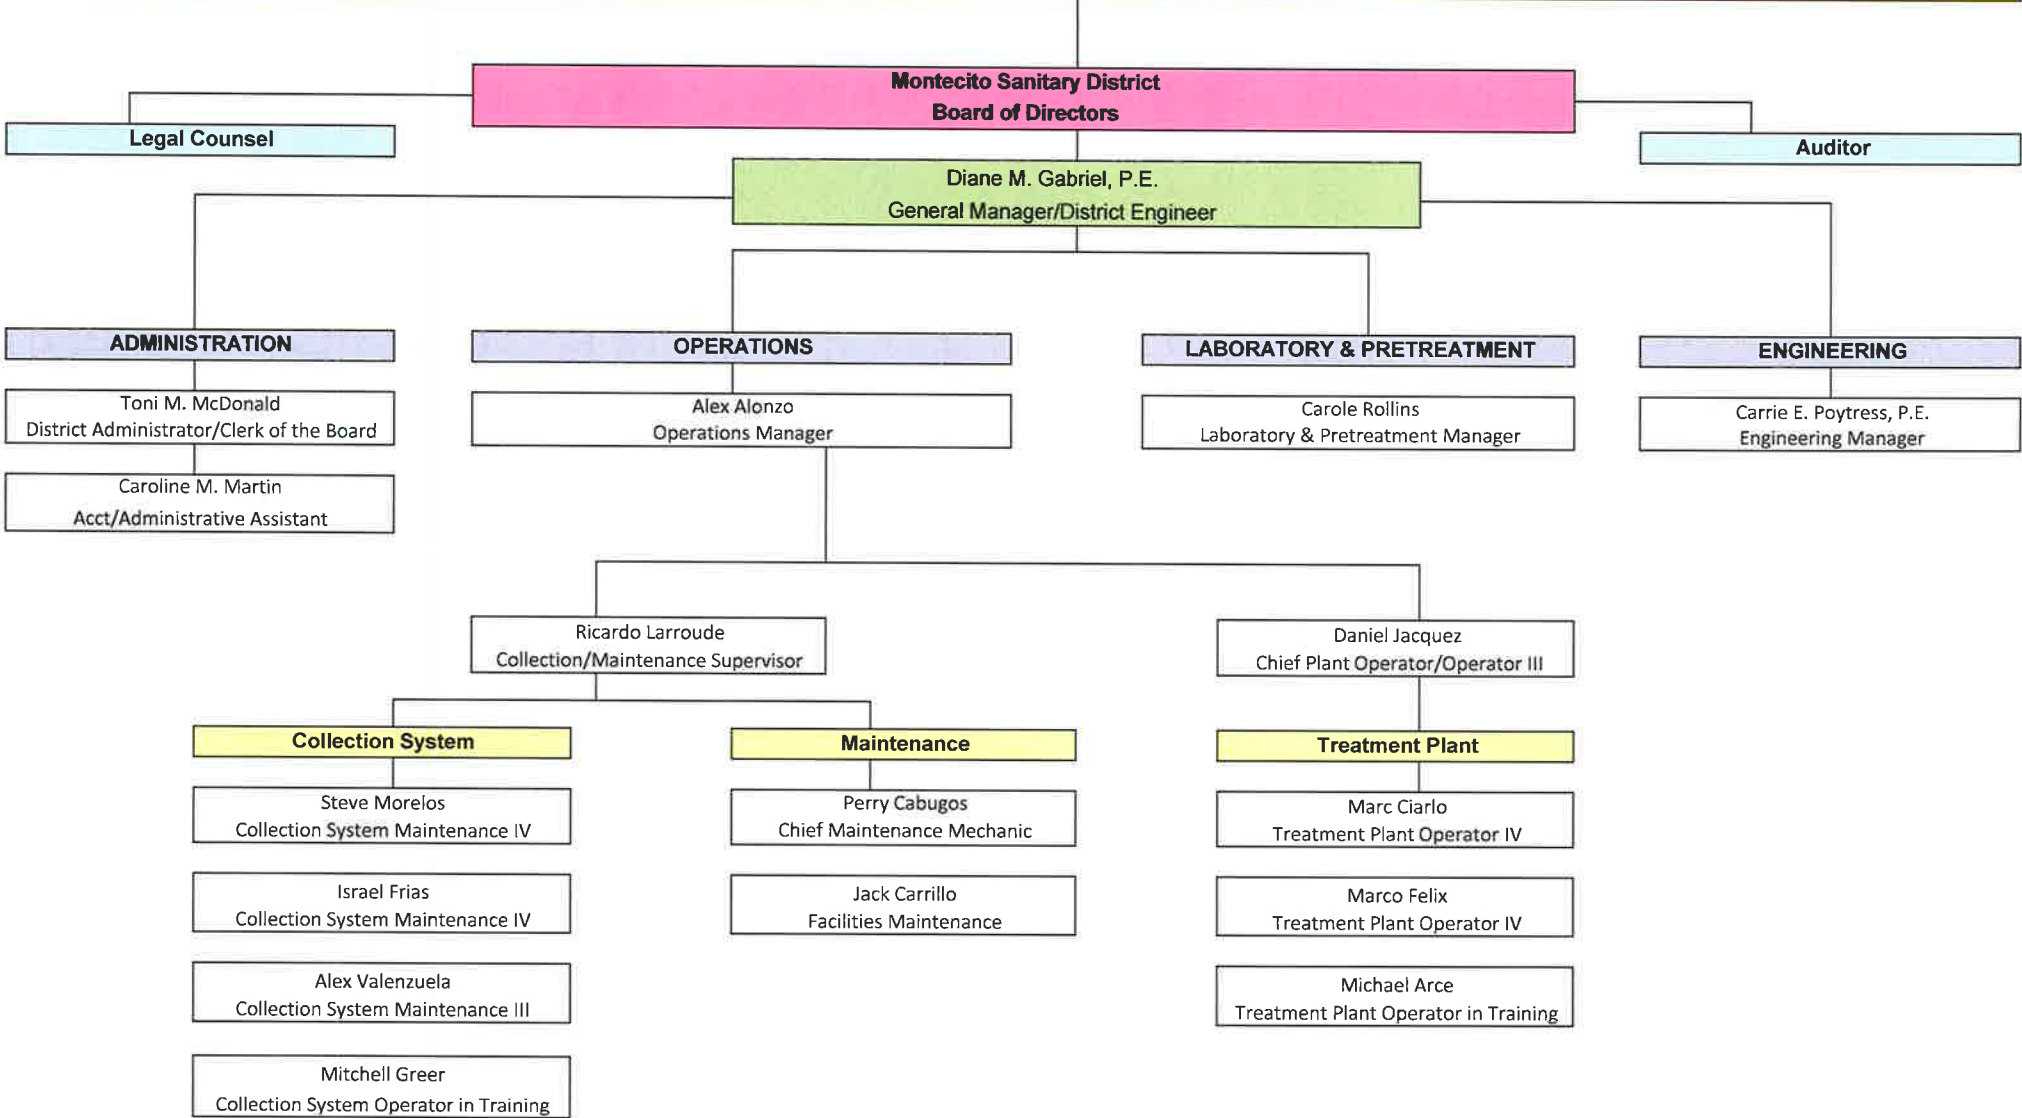 Montecito Sanitary District
Board of Directors
Legal Counsel
Auditor
Diane M. Gabriel, P.E.
General Manager/District Engineer
ADMINISTRATION
OPERATIONS
LABORATORY & PRETREATMENT
ENGINEERING
Toni M. McDonald
District Administrator/Clerk of the Board
Alex Alonzo
Operations Manager
Carole Rollins
Laboratory & Pretreatment Manager
Carrie E. Poytress, P.E.
Engineering Manager
Caroline M. Martin
Acct/Administrative Assistant
Ricardo Larroude
Collection/Maintenance Supervisor
Daniel Jacquez
Chief Plant Operator/Operator III
Collection System
Maintenance
Treatment Plant
Steve Morelos
Collection System Maintenance IV
Perry Cabugos
Chief Maintenance Mechanic
Marc Ciarlo
Treatment Plant Operator IV
Israel Frias
Collection System Maintenance IV
Jack Carrillo
Facilities Maintenance
Marco Felix
Treatment Plant Operator IV
Alex Valenzuela
Collection System Maintenance III
Michael Arce
Treatment Plant Operator in Training
Mitchell Greer
Collection System Operator in Training